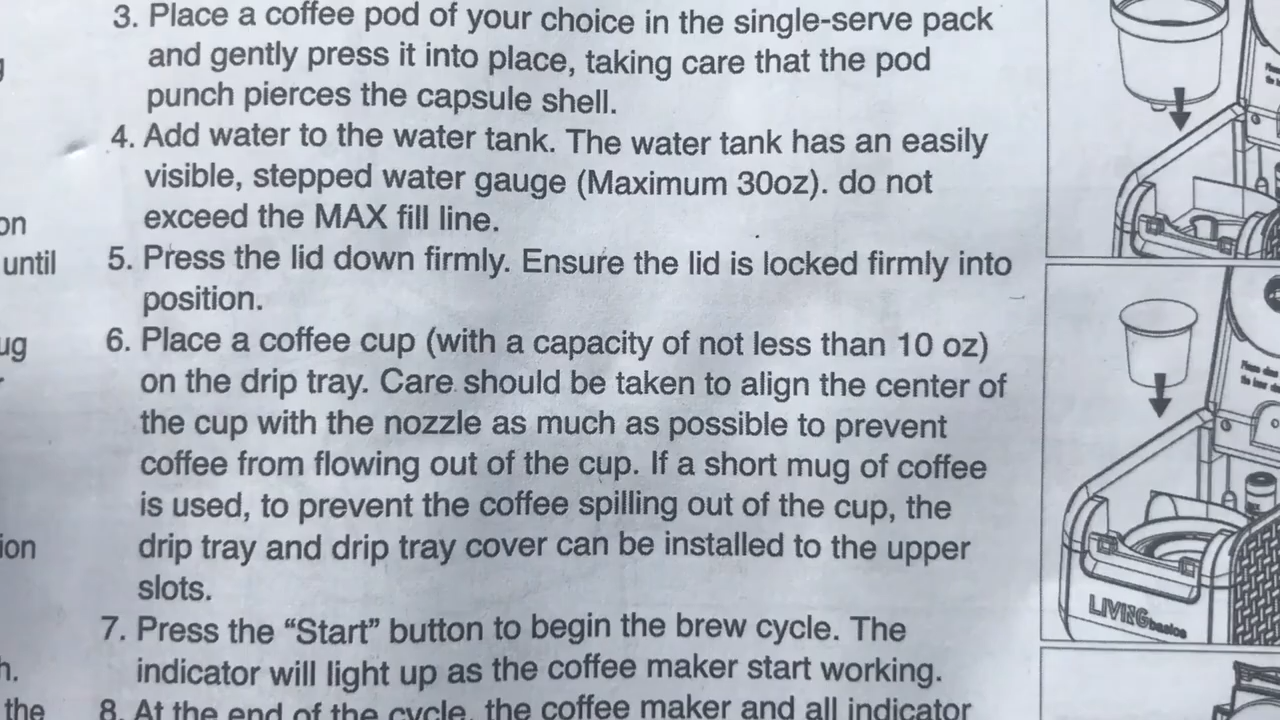 3. Place a coffee pod of your choice in the single-serve pack
and gently press it into place, taking care that the pod
punch pierces the capsule shell.
4. Add water to the water tank. The water tank has an easily
visible, stepped water gauge (Maximum 30oz). do not
exceed the MAX fill line.
5. Press the lid down firmly. Ensure the lid is locked firmly into
position.
6. Place a coffee cup (with a capacity of not less than 10 oz)
on the drip tray. Care should be taken to align the center of
the cup with the nozzle as much as possible to prevent
coffee from flowing out of the cup. If a short mug of coffee
is used, to prevent the coffee spilling out of the cup, the
drip tray and drip tray cover can be installed to the upper
slots.
7. Press the “Start” button to begin the brew cycle. The
indicator will light up as the coffee maker start working.
8. At the end of the cycle, the coffee maker and all indicator
on
until
ug
ion
h.
the
LIVING
basics